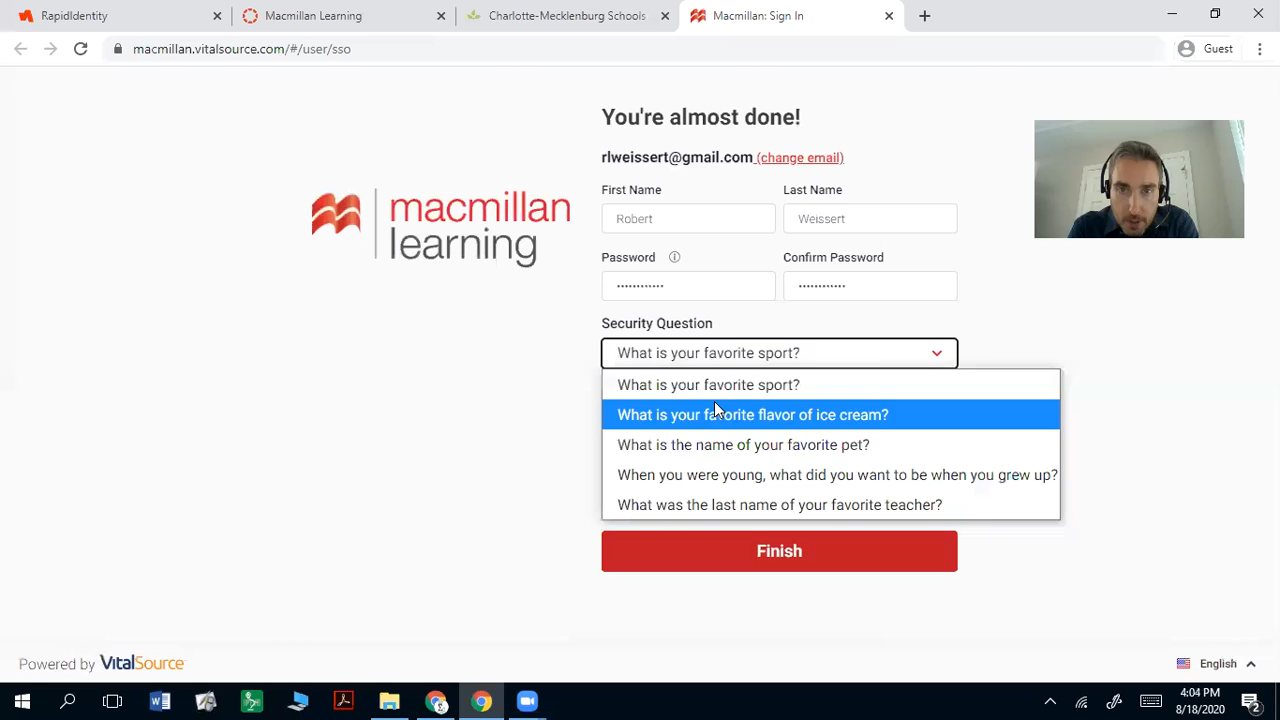 RapidIdentity
Macmillan Learning
Charlotte-Mecklenburg Schools
Macmillan: Sign In
macmillan.vitalsource.com/#/user/sso
Guest
You're almost done!
rlweissert@gmail.com (change email)
First Name
Last Name
Robert
Weissert
macmillan
learning
Password
Confirm Password
••••••••••••
••••••••••••
Security Question
What is your favorite sport?
What is your favorite sport?
What is your favorite flavor of ice cream?
What is the name of your favorite pet?
When you were young, what did you want to be when you grew up?
What was the last name of your favorite teacher?
Finish
Powered by VitalSource
English
4:04 PM
8/18/2020
2